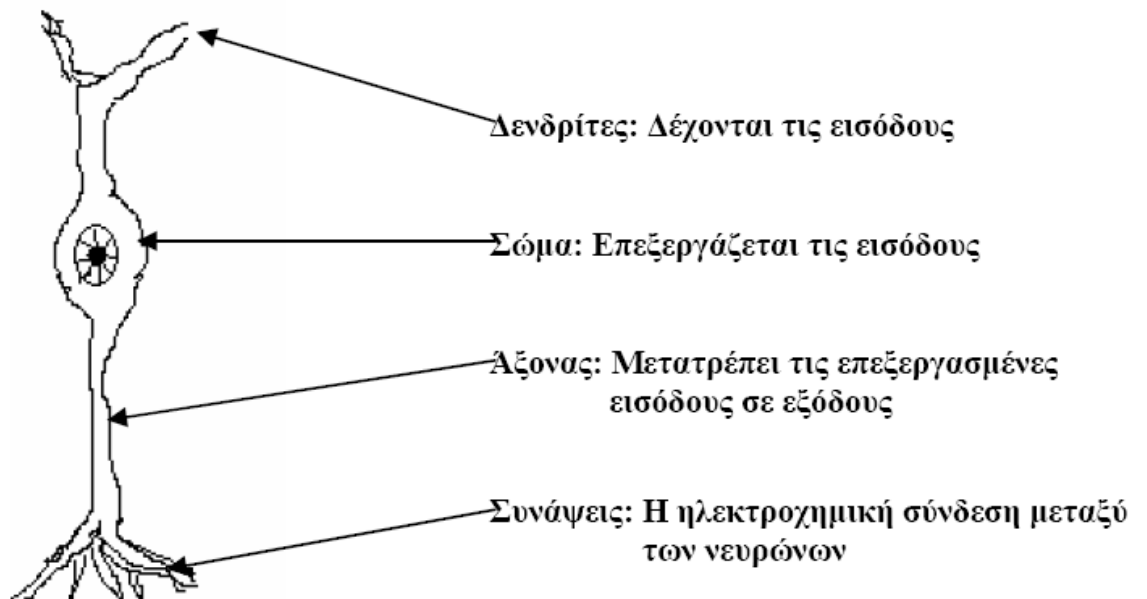 Δενδρίτες: Δέχονται τις εισόδους
Σώμα: Επεξεργάζεται τις εισόδους
Άξονας: Μετατρέπει τις επεξεργασμένες
εισόδους σε εξόδους
Συνάψεις: Η ηλεκτροχημική σύνδεση μεταξύ
των νευρώνων